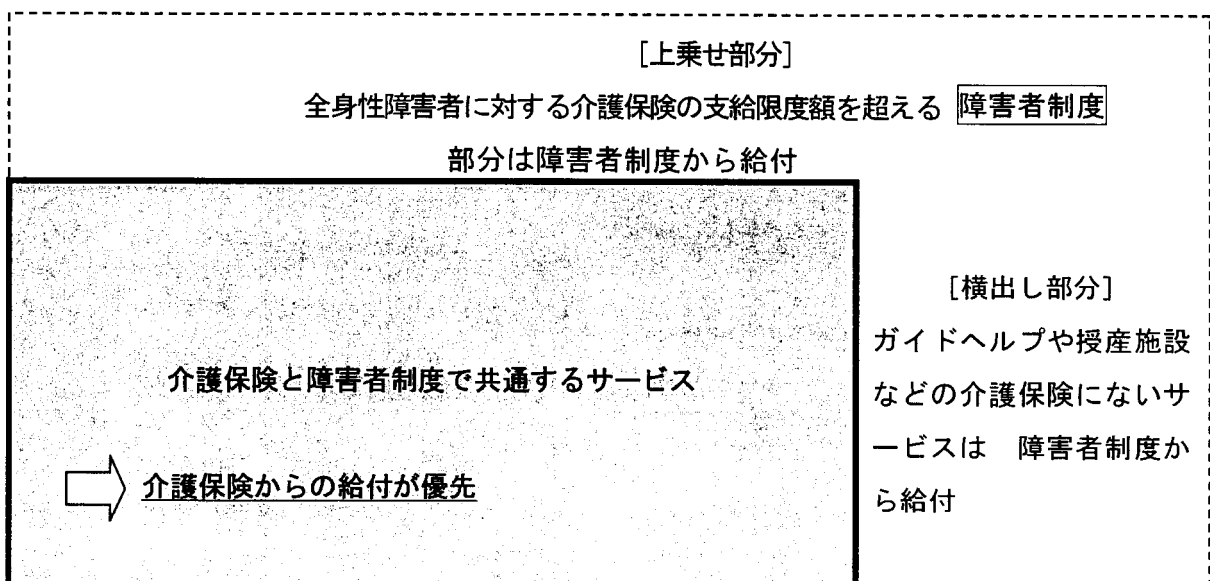 [上乗せ部分]
全身性障害者に対する介護保険の支給限度額を超える 障害者制度
部分は障害者制度から給付
介護保険と障害者制度で共通するサービス
介護保険からの給付が優先
[横出し部分]
ガイドヘルプや授産施設
などの介護保険にないサ
ービスは　障害者制度か
ら給付